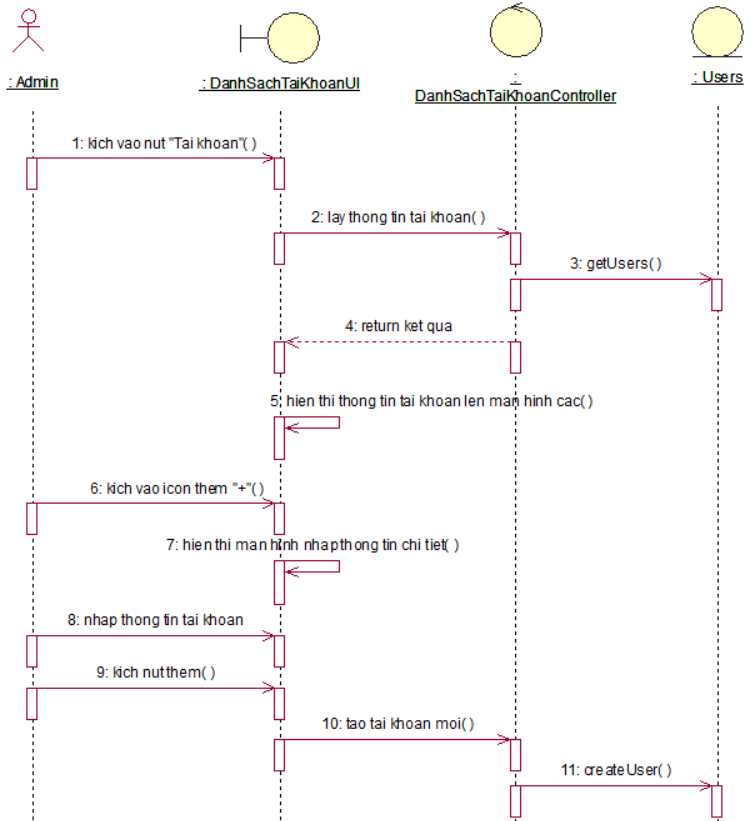 : Admin
: DanhSachTaiKhoanUI
:
DanhSachTaiKhoanController
: Users
1: kich vao nut "Tai khoan"( )
2: lay thong tin tai khoan( )
3: getUsers( )
4: return ket qua
5: hien thi thong tin tai khoan len man hinh cac( )
6: kich vao icon them "+"( )
7: hien thi man hinh nhap thong tin chi tiet( )
8: nhap thong tin tai khoan
9: kich nut them( )
10: tao tai khoan moi( )
11: createUser( )